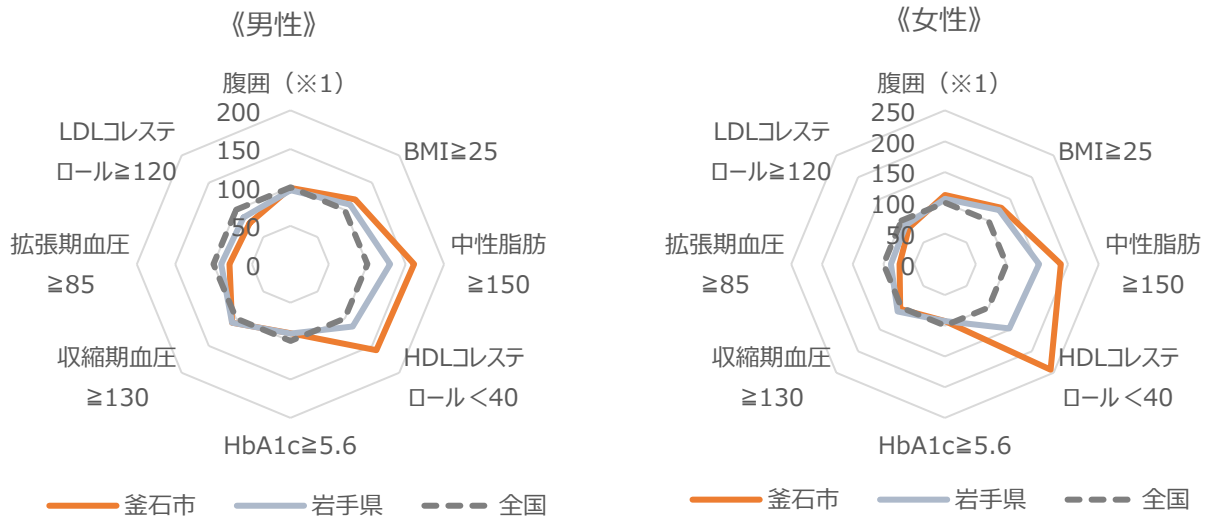 《男性》
腹囲（※1）
200
150
100
50
0
BMI≧25
中性脂肪
≧150
HDLコレステ
ロール＜40
HbA1c≧5.6
収縮期血圧
≧130
拡張期血圧
≧85
LDLコレステ
ロール≧120
釜石市
岩手県
全国
《女性》
腹囲（※1）
250
200
150
100
50
0
BMI≧25
中性脂肪
≧150
HDLコレステ
ロール＜40
HbA1c≧5.6
収縮期血圧
≧130
拡張期血圧
≧85
LDLコレステ
ロール≧120
釜石市
岩手県
全国